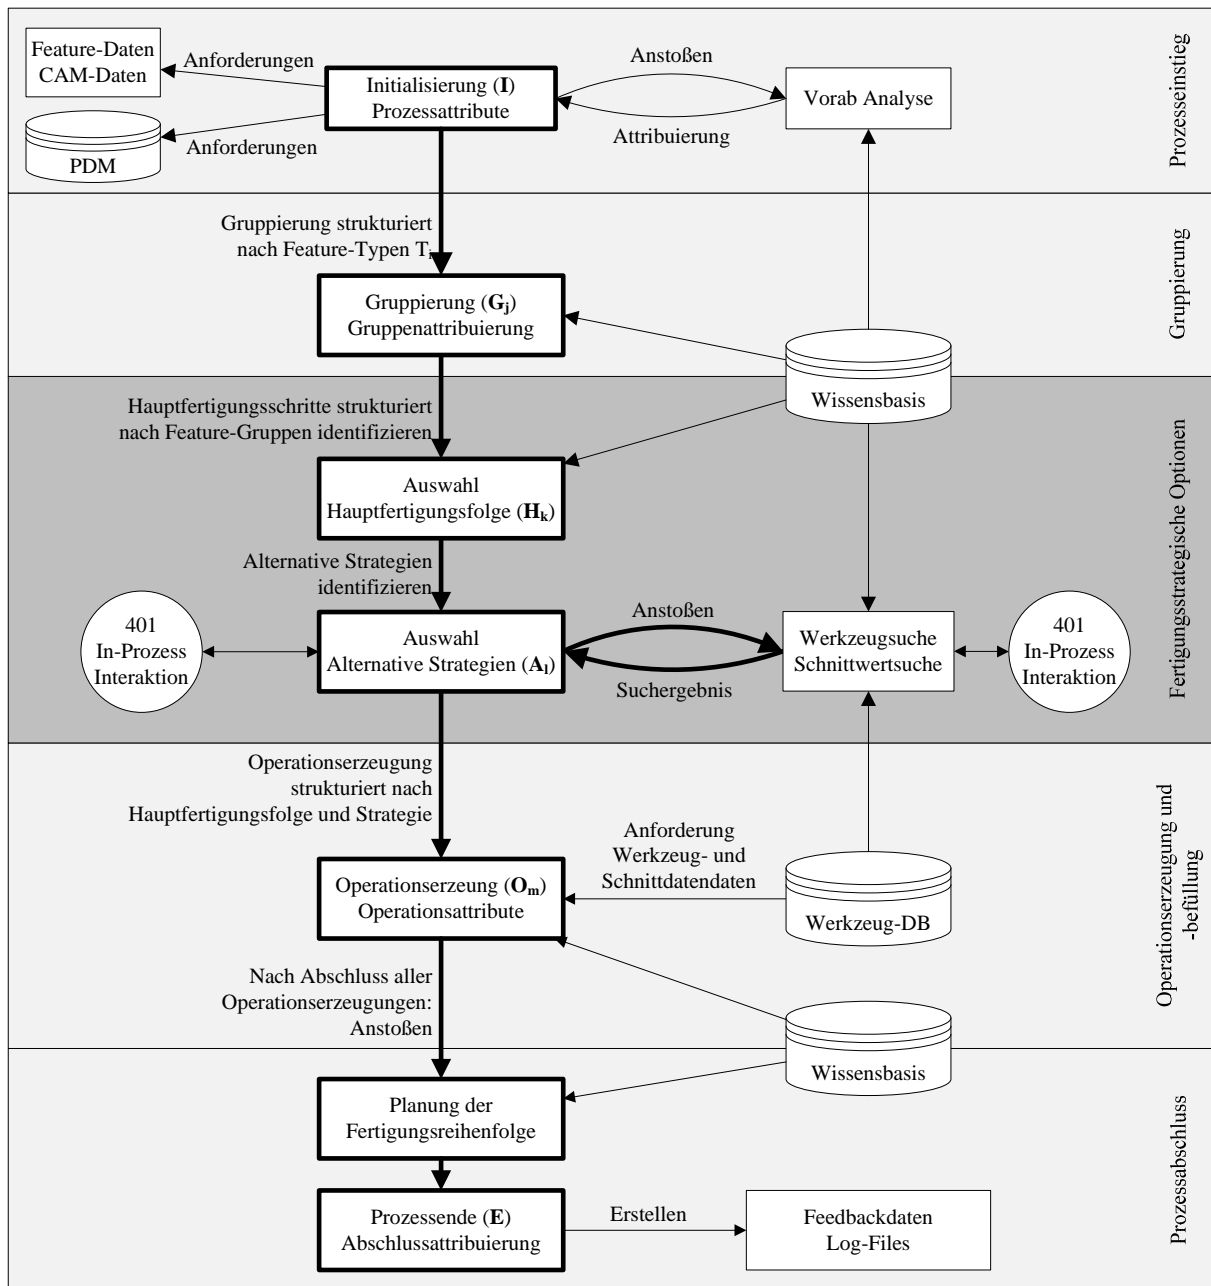 Feature-Daten
CAM-Daten
Anforderungen
Initialisierung (I)
Prozessattribute
Anstoßen
Attribuierung
Vorab Analyse
Prozesseinstieg
PDM
Anforderungen
Gruppierung strukturiert
nach Feature-Typen Ti
Gruppierung (Gj)
Gruppenattribuierung
Gruppierung
Wissensbasis
Hauptfertigungsschritte strukturiert
nach Feature-Gruppen identifizieren
Auswahl
Hauptfertigungsfolge (Hk)
Fertigungsstrategische Optionen
Alternative Strategien
identifizieren
401
In-Prozess
Interaktion
Auswahl
Alternative Strategien (Al)
Anstoßen
Suchergebnis
Werkzeugsuche
Schnittwertsuche
401
In-Prozess
Interaktion
Operationserzeugung
strukturiert nach
Hauptfertigungsfolge und Strategie
Anforderung
Werkzeug- und
Schnittdatendaten
Operationserzeung (Om)
Operationsattribute
Werkzeug-DB
Operationserzeugung und
-befüllung
Nach Abschluss aller
Operationserzeugungen:
Anstoßen
Wissensbasis
Planung der
Fertigungsreihenfolge
Prozessabschluss
Prozessende (E)
Abschlussattribuierung
Erstellen
Feedbackdaten
Log-Files